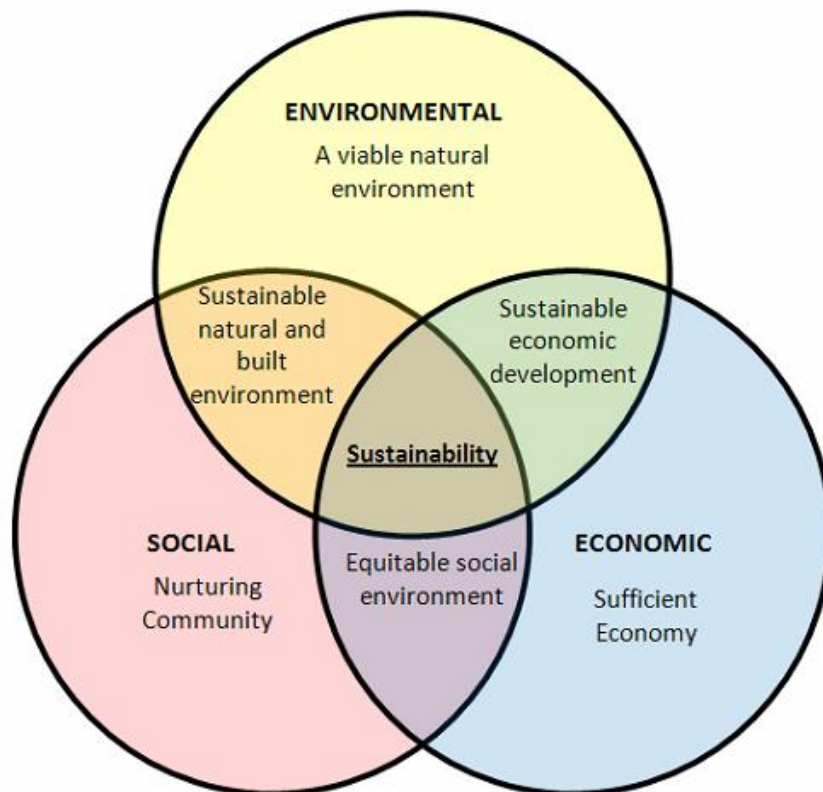 ENVIRONMENTAL
A viable natural
environment
Sustainable
natural and
built
environment
Sustainable
economic
development
Sustainability
SOCIAL
Nurturing
Community
Equitable social
environment
ECONOMIC
Sufficient
Economy